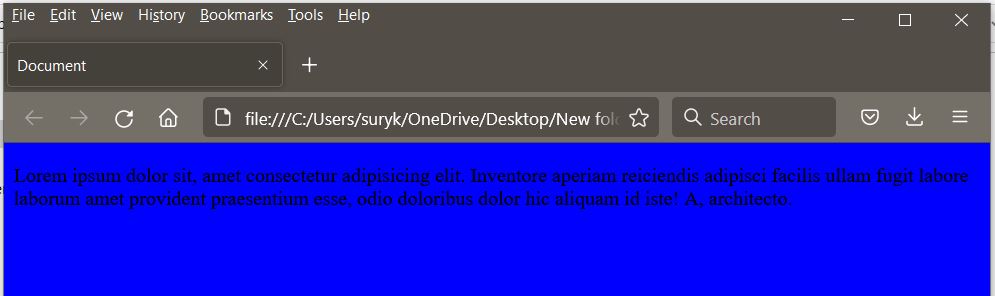 File Edit View History Bookmarks Tools Help
Document
file:///C:/Users/suryk/OneDrive/Desktop/New fold
Search
Lorem ipsum dolor sit, amet consectetur adipisicing elit. Inventore aperiam reiciendis adipisci facilis ullam fugit labore
laborum amet provident praesentium esse, odio doloribus dolor hic aliquam id iste! A, architecto.